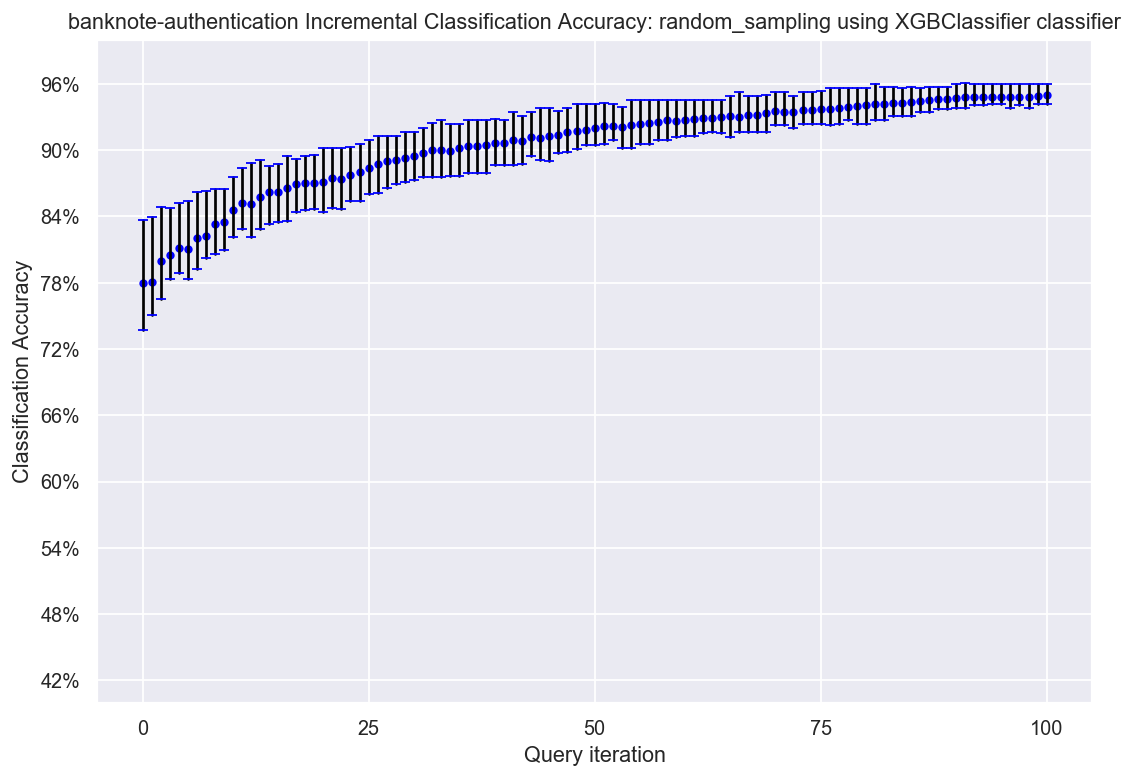 banknote-authentication Incremental Classification Accuracy: random_sampling using XGBClassifier classifier
96%
90%
84%
78%
72%
66%
60%
54%
48%
42%
Classification Accuracy
0 25 50 75 100
Query iteration